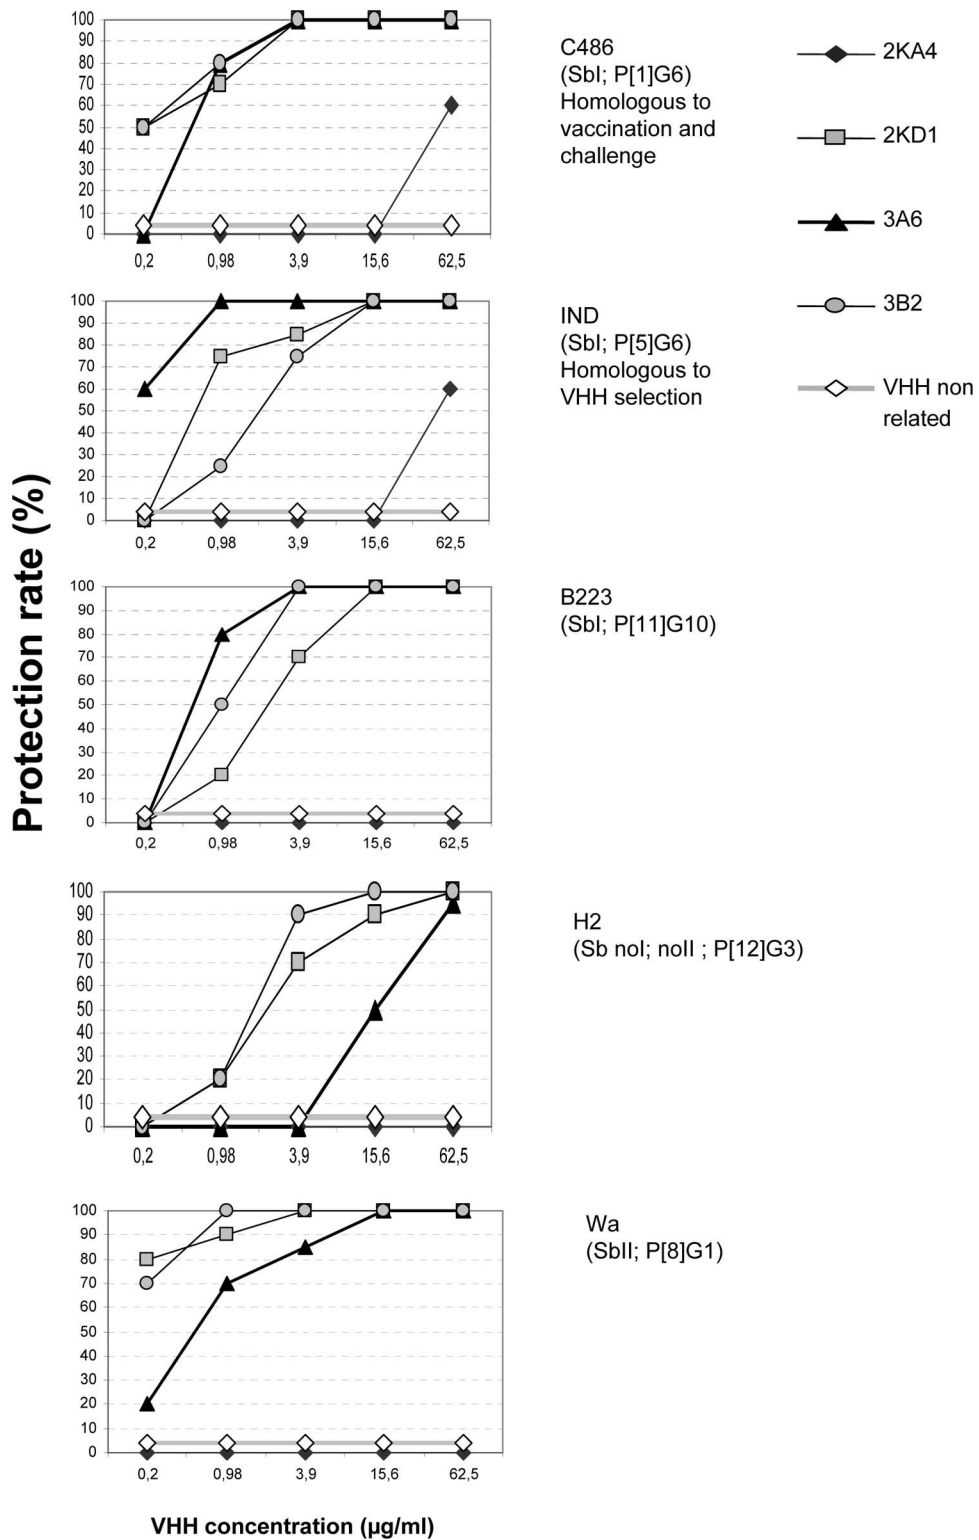 Protection rate (%)
100
90
80
70
60
50
40
30
20
10
0
0,2 0,98 3,9 15,6 62,5
C486
(SbI; P[1]G6)
Homologous to
vaccination and
challenge
2KA4
2KD1
3A6
3B2
VHH non
related
100
90
80
70
60
50
40
30
20
10
0
0,2 0,98 3,9 15,6 62,5
IND
(SbI; P[5]G6)
Homologous to
VHH selection
100
90
80
70
60
50
40
30
20
10
0
0,2 0,98 3,9 15,6 62,5
B223
(SbI; P[11]G10)
100
90
80
70
60
50
40
30
20
10
0
0,2 0,98 3,9 15,6 62,5
H2
(Sb noI; noII ; P[12]G3)
100
90
80
70
60
50
40
30
20
10
0
0,2 0,98 3,9 15,6 62,5
Wa
(SbII; P[8]G1)
VHH concentration (µg/ml)